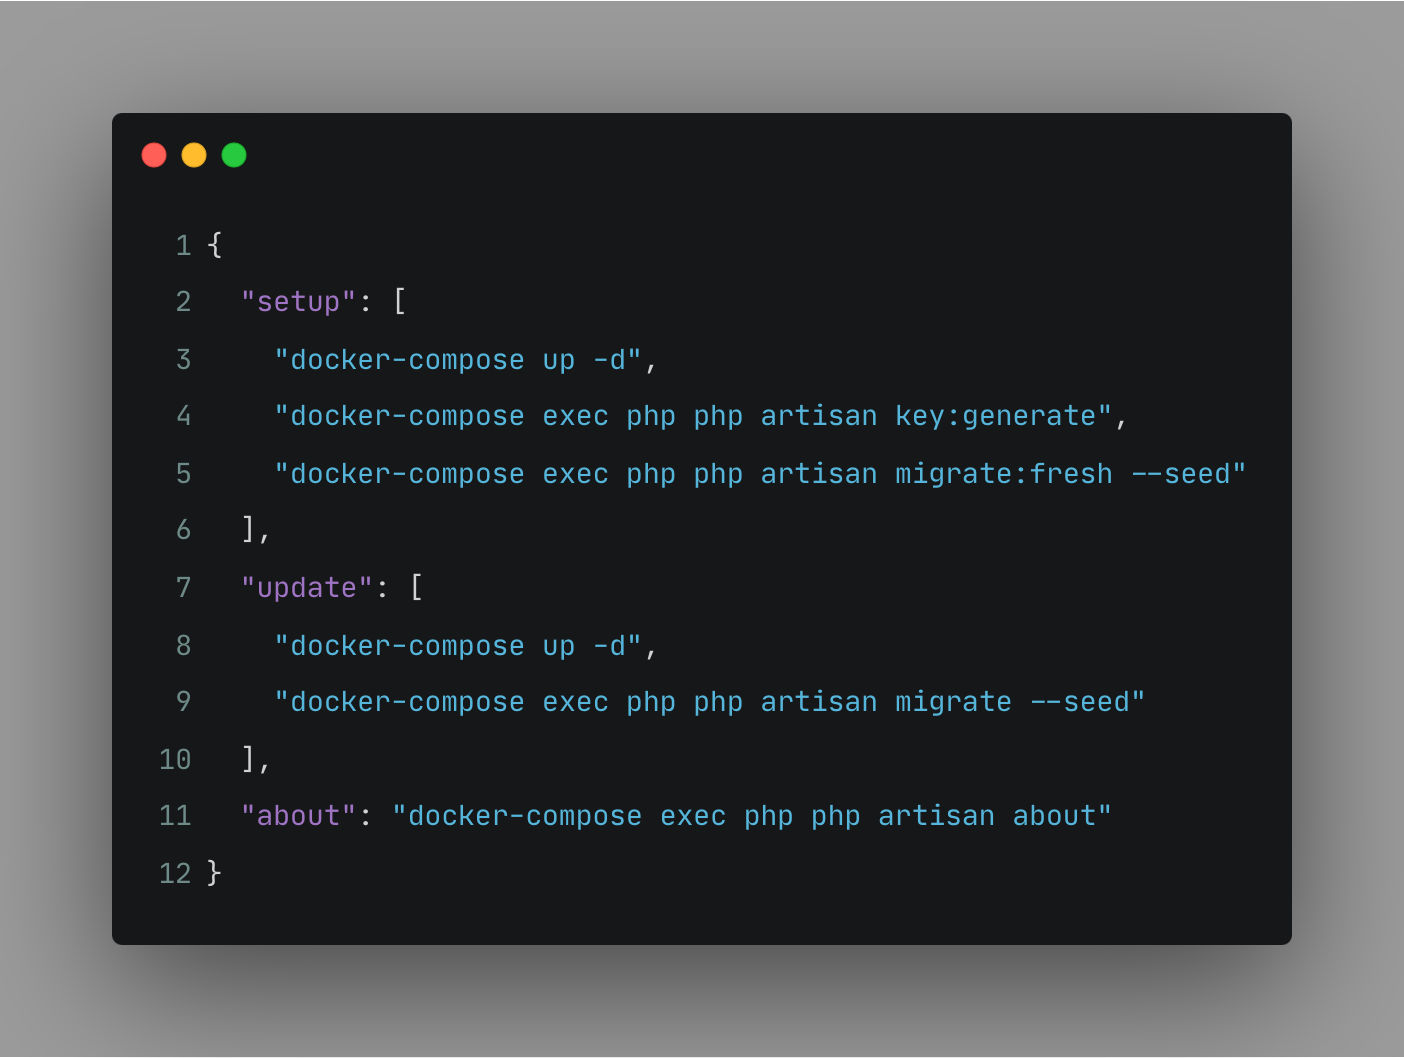 1 {
2   "setup": [
3     "docker-compose up -d",
4     "docker-compose exec php php artisan key:generate",
5     "docker-compose exec php php artisan migrate:fresh --seed"
6   ],
7   "update": [
8     "docker-compose up -d",
9     "docker-compose exec php php artisan migrate --seed"
10   ],
11   "about": "docker-compose exec php php artisan about"
12 }